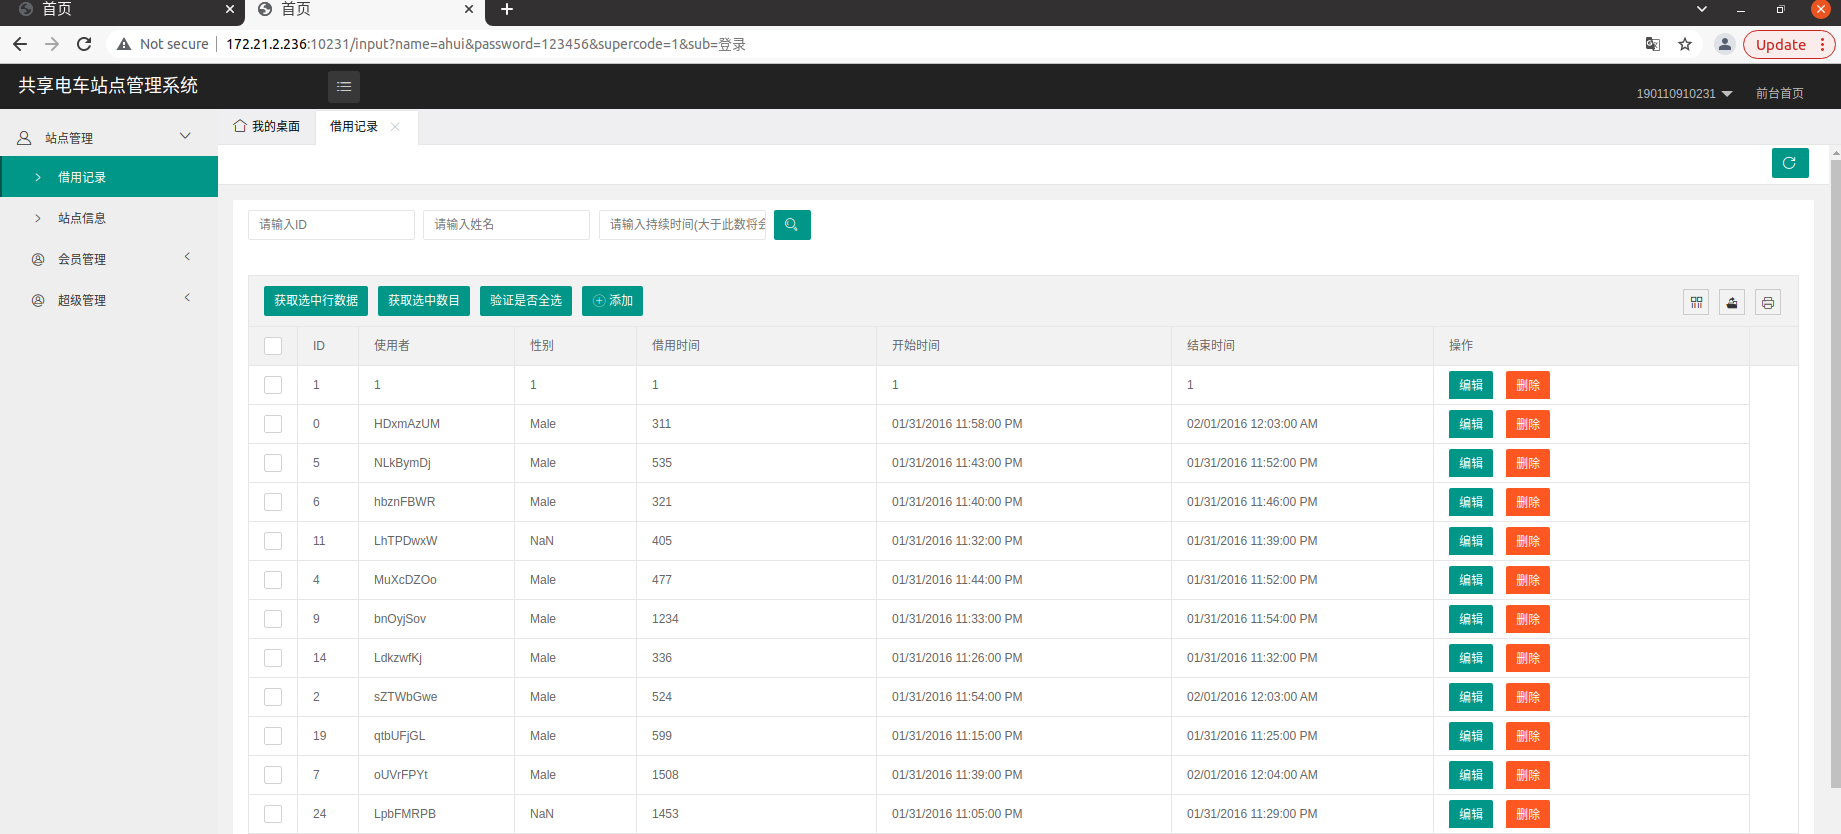 首页
首页
Not secure
172.21.2.236:10231/input?name=ahui&password=123456&supercode=1&sub=登录
Update
共享电车站点管理系统
190110910231
前台首页
站点管理
我的桌面
借用记录
借用记录
站点信息
会员管理
超级管理
请输入ID
请输入姓名
请输入持续时间(大于此数将会
获取选中行数据
获取选中数目
验证是否全选
添加
ID 使用者 性别 借用时间 开始时间 结束时间 操作
1 1 1 1 1 1 编辑 删除
0 HDxmAzUM Male 311 01/31/2016 11:58:00 PM 02/01/2016 12:03:00 AM 编辑 删除
5 NLkBymDj Male 535 01/31/2016 11:43:00 PM 01/31/2016 11:52:00 PM 编辑 删除
6 hbznFBWR Male 321 01/31/2016 11:40:00 PM 01/31/2016 11:46:00 PM 编辑 删除
11 LhTPDwxW NaN 405 01/31/2016 11:32:00 PM 01/31/2016 11:39:00 PM 编辑 删除
4 MuXcDZOo Male 477 01/31/2016 11:44:00 PM 01/31/2016 11:52:00 PM 编辑 删除
9 bnOyjSov Male 1234 01/31/2016 11:33:00 PM 01/31/2016 11:54:00 PM 编辑 删除
14 LdkzwfKj Male 336 01/31/2016 11:26:00 PM 01/31/2016 11:32:00 PM 编辑 删除
2 sZTWbGwe Male 524 01/31/2016 11:54:00 PM 02/01/2016 12:03:00 AM 编辑 删除
19 qtbUFjGL Male 599 01/31/2016 11:15:00 PM 01/31/2016 11:25:00 PM 编辑 删除
7 oUVrFPYt Male 1508 01/31/2016 11:39:00 PM 02/01/2016 12:04:00 AM 编辑 删除
24 LpbFMRPB NaN 1453 01/31/2016 11:05:00 PM 01/31/2016 11:29:00 PM 编辑 删除